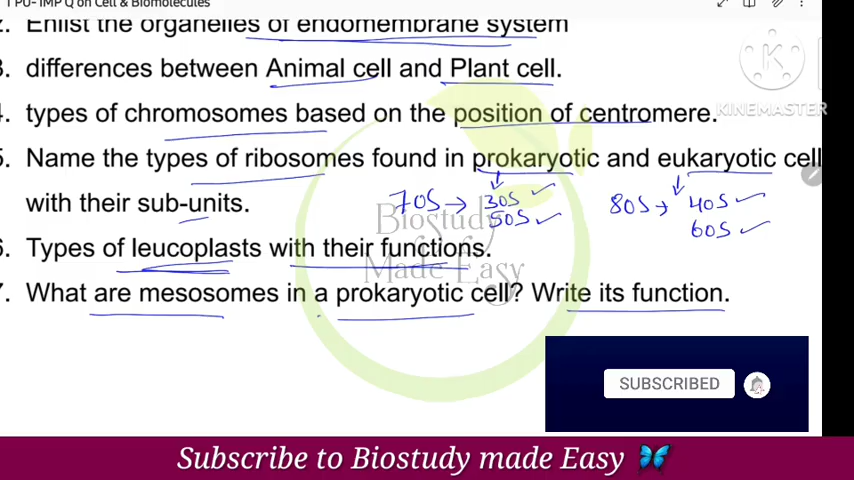 1 PU- IMP Q on Cell & Biomolecules
2. Enlist the organelles of endomembrane system
3. differences between Animal cell and Plant cell.
4. types of chromosomes based on the position of centromere.
KINEMASTER
5. Name the types of ribosomes found in prokaryotic and eukaryotic cell
with their sub-units. 70S → 30S 80S → 40S
50S 60S
Biostudy
6. Types of leucoplasts with their functions.
Made Easy
7. What are mesosomes in a prokaryotic cell? Write its function.
SUBSCRIBED
Subscribe to Biostudy made Easy